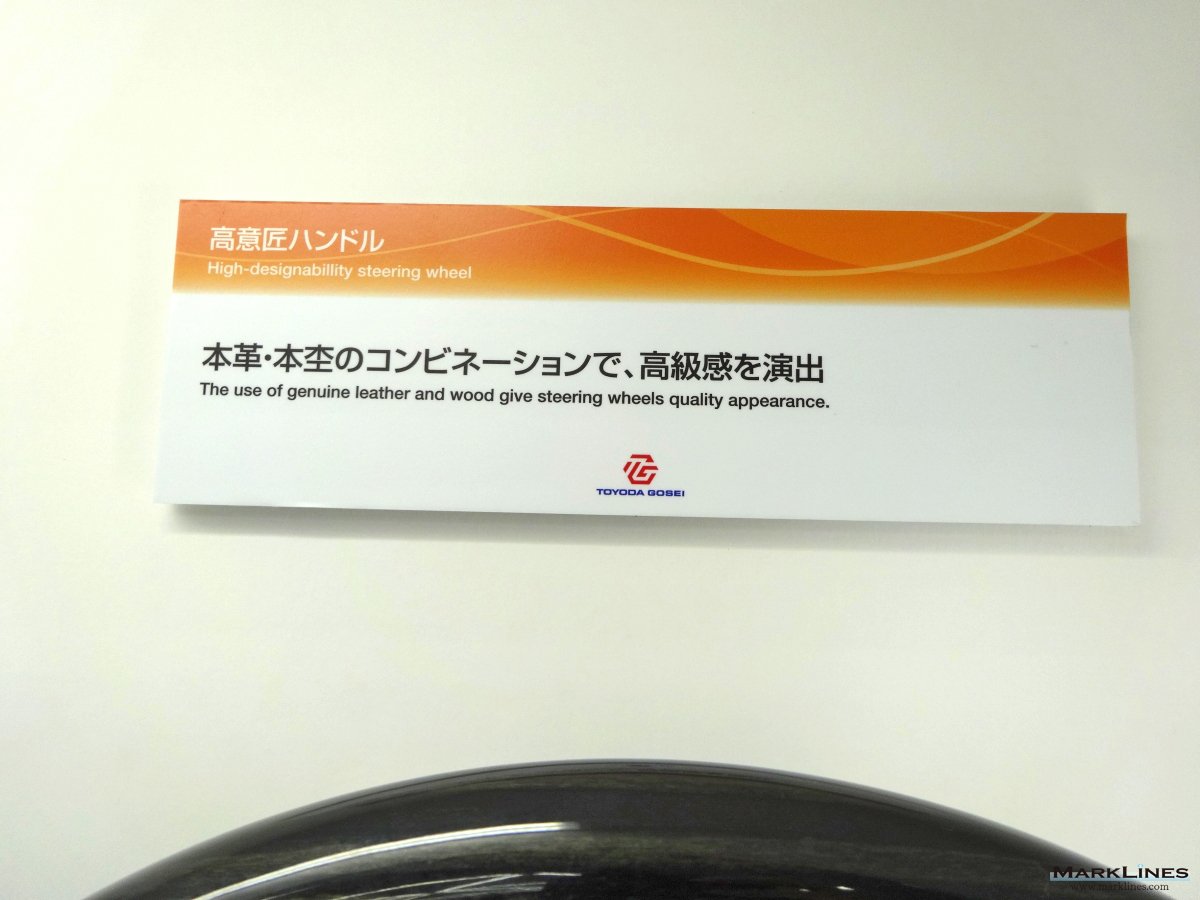 高意匠ハンドル
High-designabillity steering wheel
本革・本杢のコンビネーションで、高級感を演出
The use of genuine leather and wood give steering wheels quality appearance.
TG
TOYODA GOSEI
MARKLINES
www.marklines.com